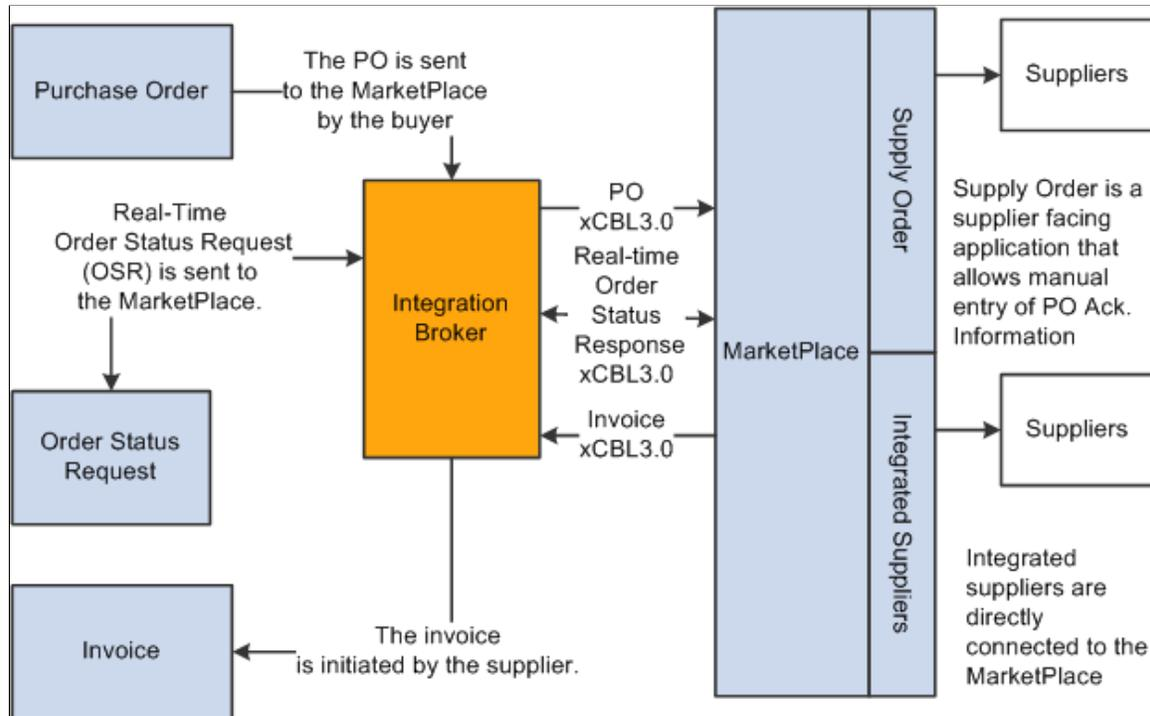 Purchase Order
The PO is sent
to the MarketPlace
by the buyer
Real-Time
Order Status Request
(OSR) is sent to
the MarketPlace.
Order Status
Request
Invoice
The invoice
is initiated by the supplier.
Integration
Broker
PO
xCBL3.0
Real-time
Order
Status
Response
xCBL3.0
Invoice
xCBL3.0
MarketPlace
Supply Order
Integrated Suppliers
Suppliers
Supply Order is a
supplier facing
application that
allows manual
entry of PO Ack.
Information
Suppliers
Integrated
suppliers are
directly
connected to the
MarketPlace